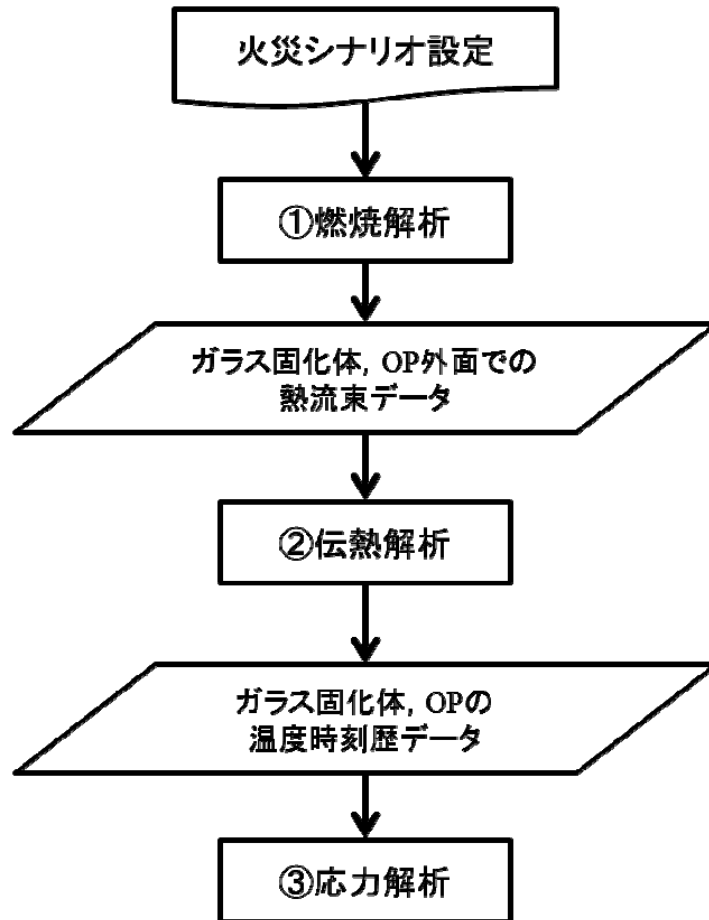 火災シナリオ設定
①燃焼解析
ガラス固化体, OP外面での
熱流束データ
②伝熱解析
ガラス固化体, OPの
温度時刻歴データ
③応力解析